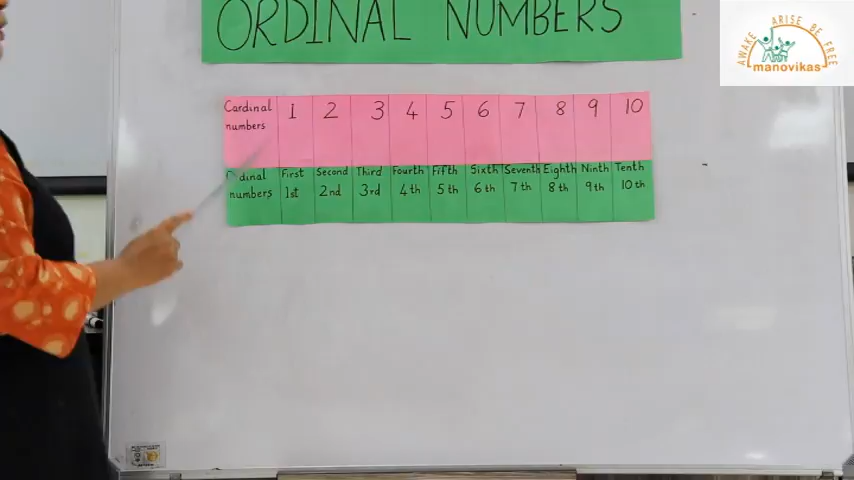 ORDINAL NUMBERS
AWAKE ARISE BE FREE
manovikas
Cardinal numbers 1 2 3 4 5 6 7 8 9 10
First Second Third Fourth Fifth Sixth Seventh Eighth Ninth Tenth
numbers 1st 2nd 3rd 4th 5th 6th 7th 8th 9th 10th